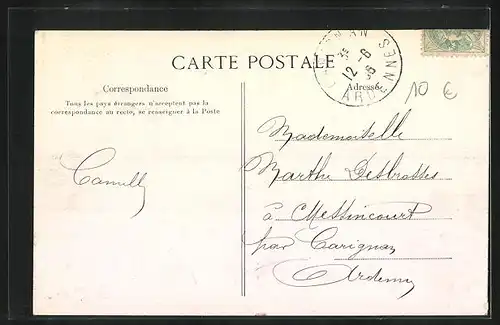 CARTE POSTALE
Correspondance
Tous les pays étrangers n'acceptent pas la
correspondance au recto, se renseigner à la Poste
Adresse
12 -6
ARDENNES
10 €
Camille
Mademoiselle
Marthe Desbrosses
à Messincourt
par Carignan
Ardennes